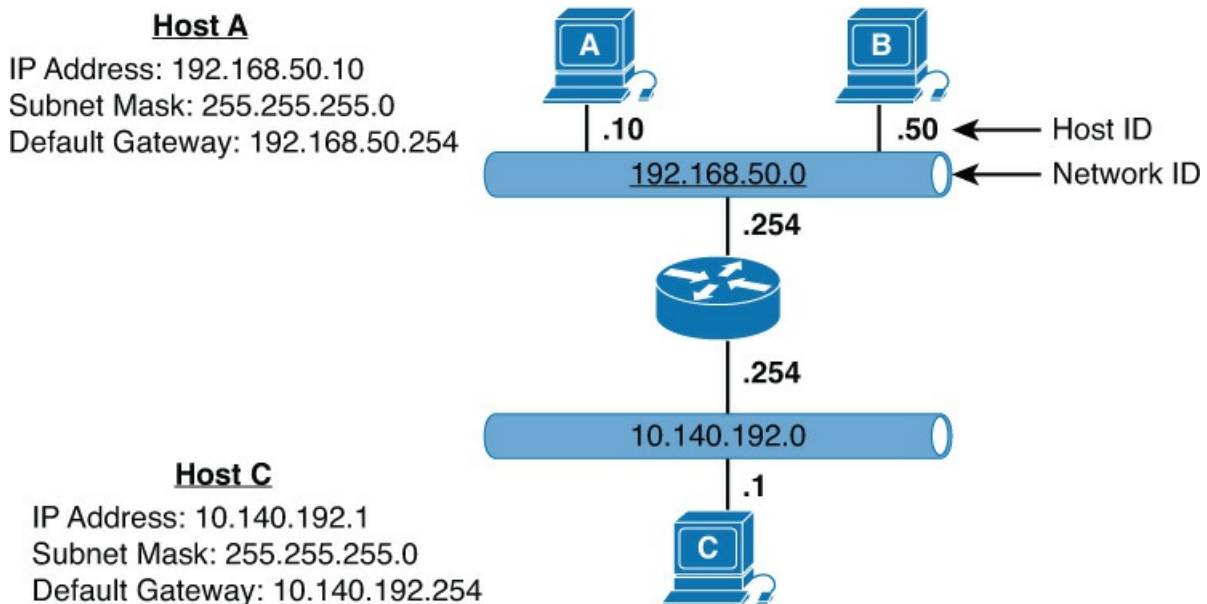 Host A
IP Address: 192.168.50.10
Subnet Mask: 255.255.255.0
Default Gateway: 192.168.50.254
A
B
.10
.50
Host ID
192.168.50.0
Network ID
.254
.254
10.140.192.0
.1
Host C
IP Address: 10.140.192.1
Subnet Mask: 255.255.255.0
Default Gateway: 10.140.192.254
C